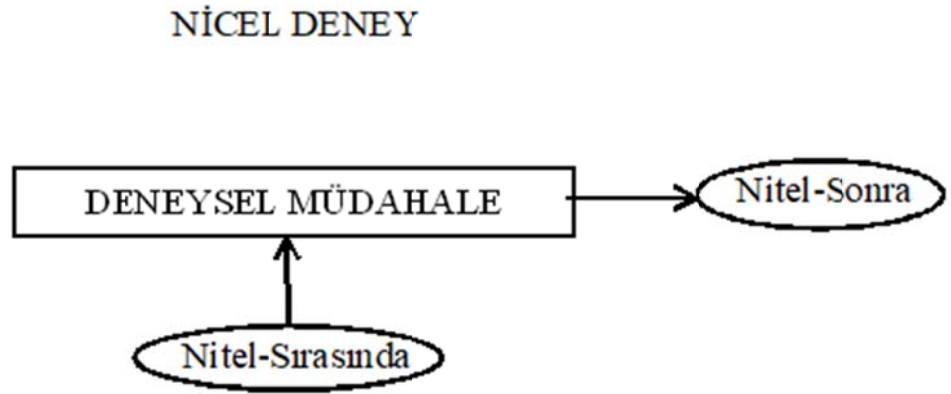 NİCEL DENEY
DENEYSEL MÜDAHALE
Nitel-Sonra
Nitel-Sırasında